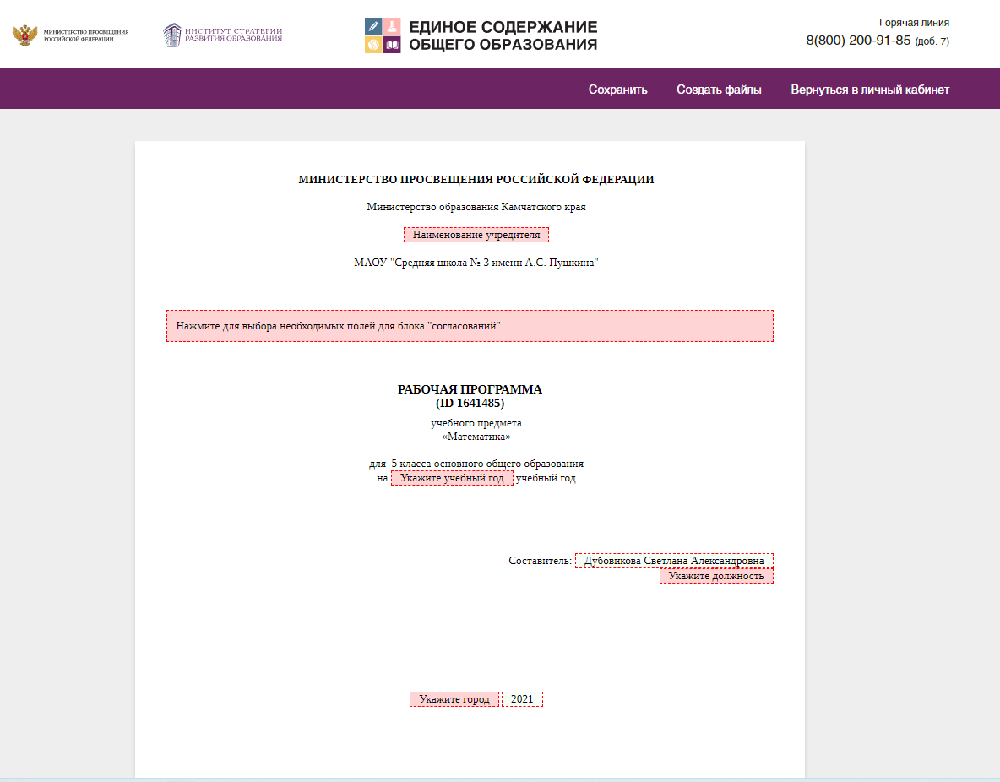 МИНИСТЕРСТВО ПРОСВЕЩЕНИЯ
РОССИЙСКОЙ ФЕДЕРАЦИИ
ИНСТИТУТ СТРАТЕГИИ
РАЗВИТИЯ ОБРАЗОВАНИЯ
ЕДИНОЕ СОДЕРЖАНИЕ
ОБЩЕГО ОБРАЗОВАНИЯ
Горячая линия
8(800) 200-91-85 (доб. 7)
Сохранить Создать файлы Вернуться в личный кабинет
МИНИСТЕРСТВО ПРОСВЕЩЕНИЯ РОССИЙСКОЙ ФЕДЕРАЦИИ
Министерство образования Камчатского края
Наименование учредителя
МАОУ "Средняя школа № 3 имени А.С. Пушкина"
Нажмите для выбора необходимых полей для блока "согласований"
РАБОЧАЯ ПРОГРАММА
(ID 1641485)
учебного предмета
«Математика»
для 5 класса основного общего образования
на Укажите учебный год учебный год
Составитель: Дубовикова Светлана Александровна
Укажите должность
Укажите город 2021